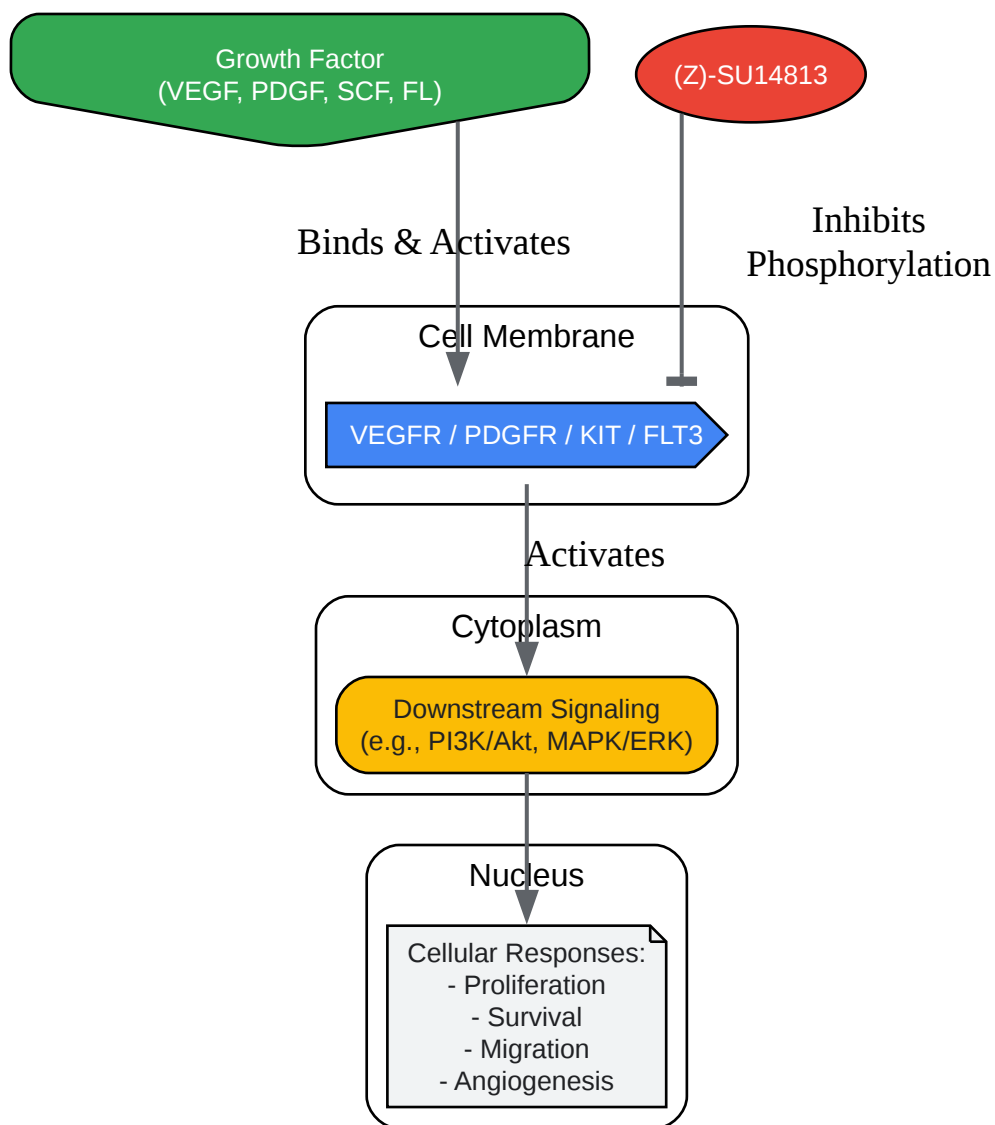 Growth Factor
(VEGF, PDGF, SCF, FL)
(Z)-SU14813
Binds & Activates
Inhibits
Phosphorylation
Cell Membrane
VEGFR / PDGFR / KIT / FLT3
Activates
Cytoplasm
Downstream Signaling
(e.g., PI3K/Akt, MAPK/ERK)
Nucleus
Cellular Responses:
- Proliferation
- Survival
- Migration
- Angiogenesis